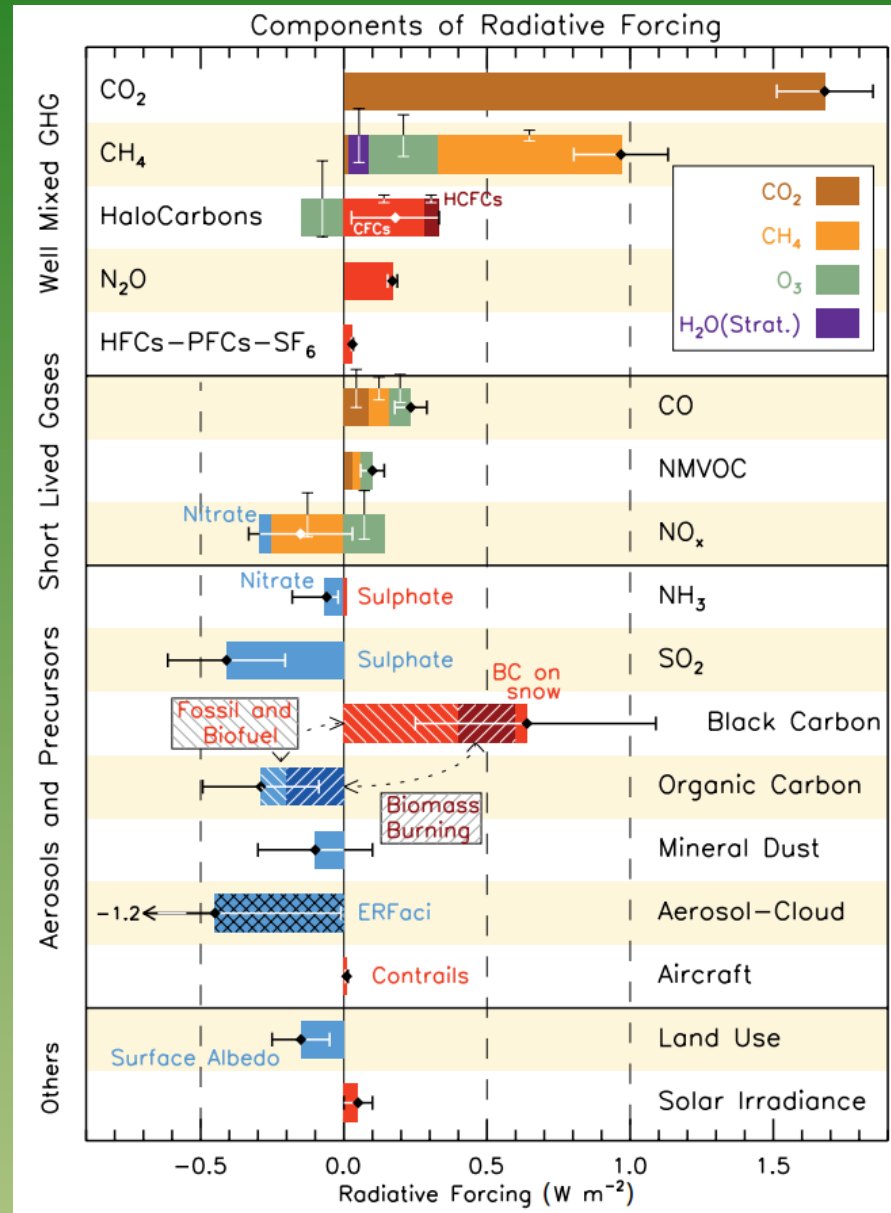 Components of Radiative Forcing
Well Mixed GHG
CO₂
CH₄
HaloCarbons
CFCs
HCFCs
N₂O
HFCs-PFCs-SF₆
CO₂
CH₄
O₃
H₂O(Strat.)
Short Lived Gases
CO
NMVOC
Nitrate
NOₓ
Aerosols and Precursors
Nitrate
Sulphate
NH₃
Sulphate
SO₂
BC on
snow
Fossil and
Biofuel
Black Carbon
Organic Carbon
Biomass
Burning
Mineral Dust
-1.2
ERFaci
Aerosol-Cloud
Contrails
Aircraft
Others
Land Use
Surface Albedo
Solar Irradiance
-0.5 0.0 0.5 1.0 1.5
Radiative Forcing (W m⁻²)